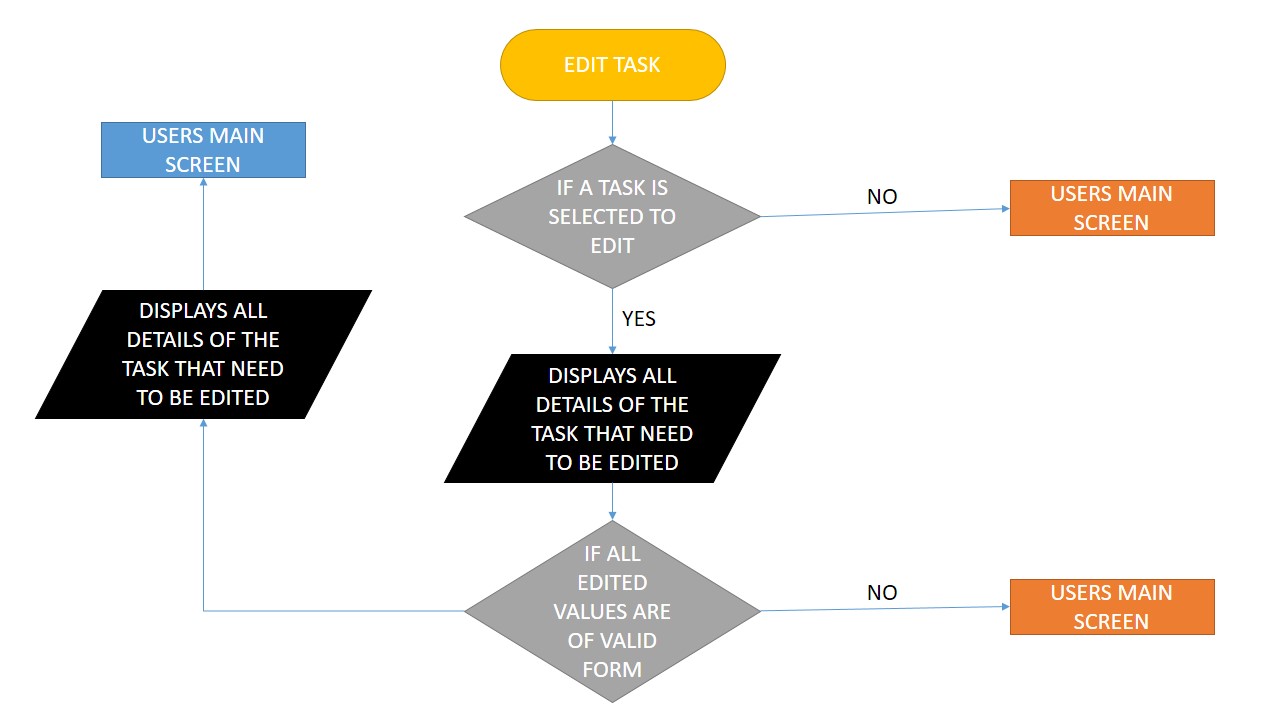 EDIT TASK
USERS MAIN
SCREEN
IF A TASK IS
SELECTED TO
EDIT
NO
USERS MAIN
SCREEN
YES
DISPLAYS ALL
DETAILS OF THE
TASK THAT NEED
TO BE EDITED
DISPLAYS ALL
DETAILS OF THE
TASK THAT NEED
TO BE EDITED
IF ALL
EDITED
VALUES ARE
OF VALID
FORM
NO
USERS MAIN
SCREEN